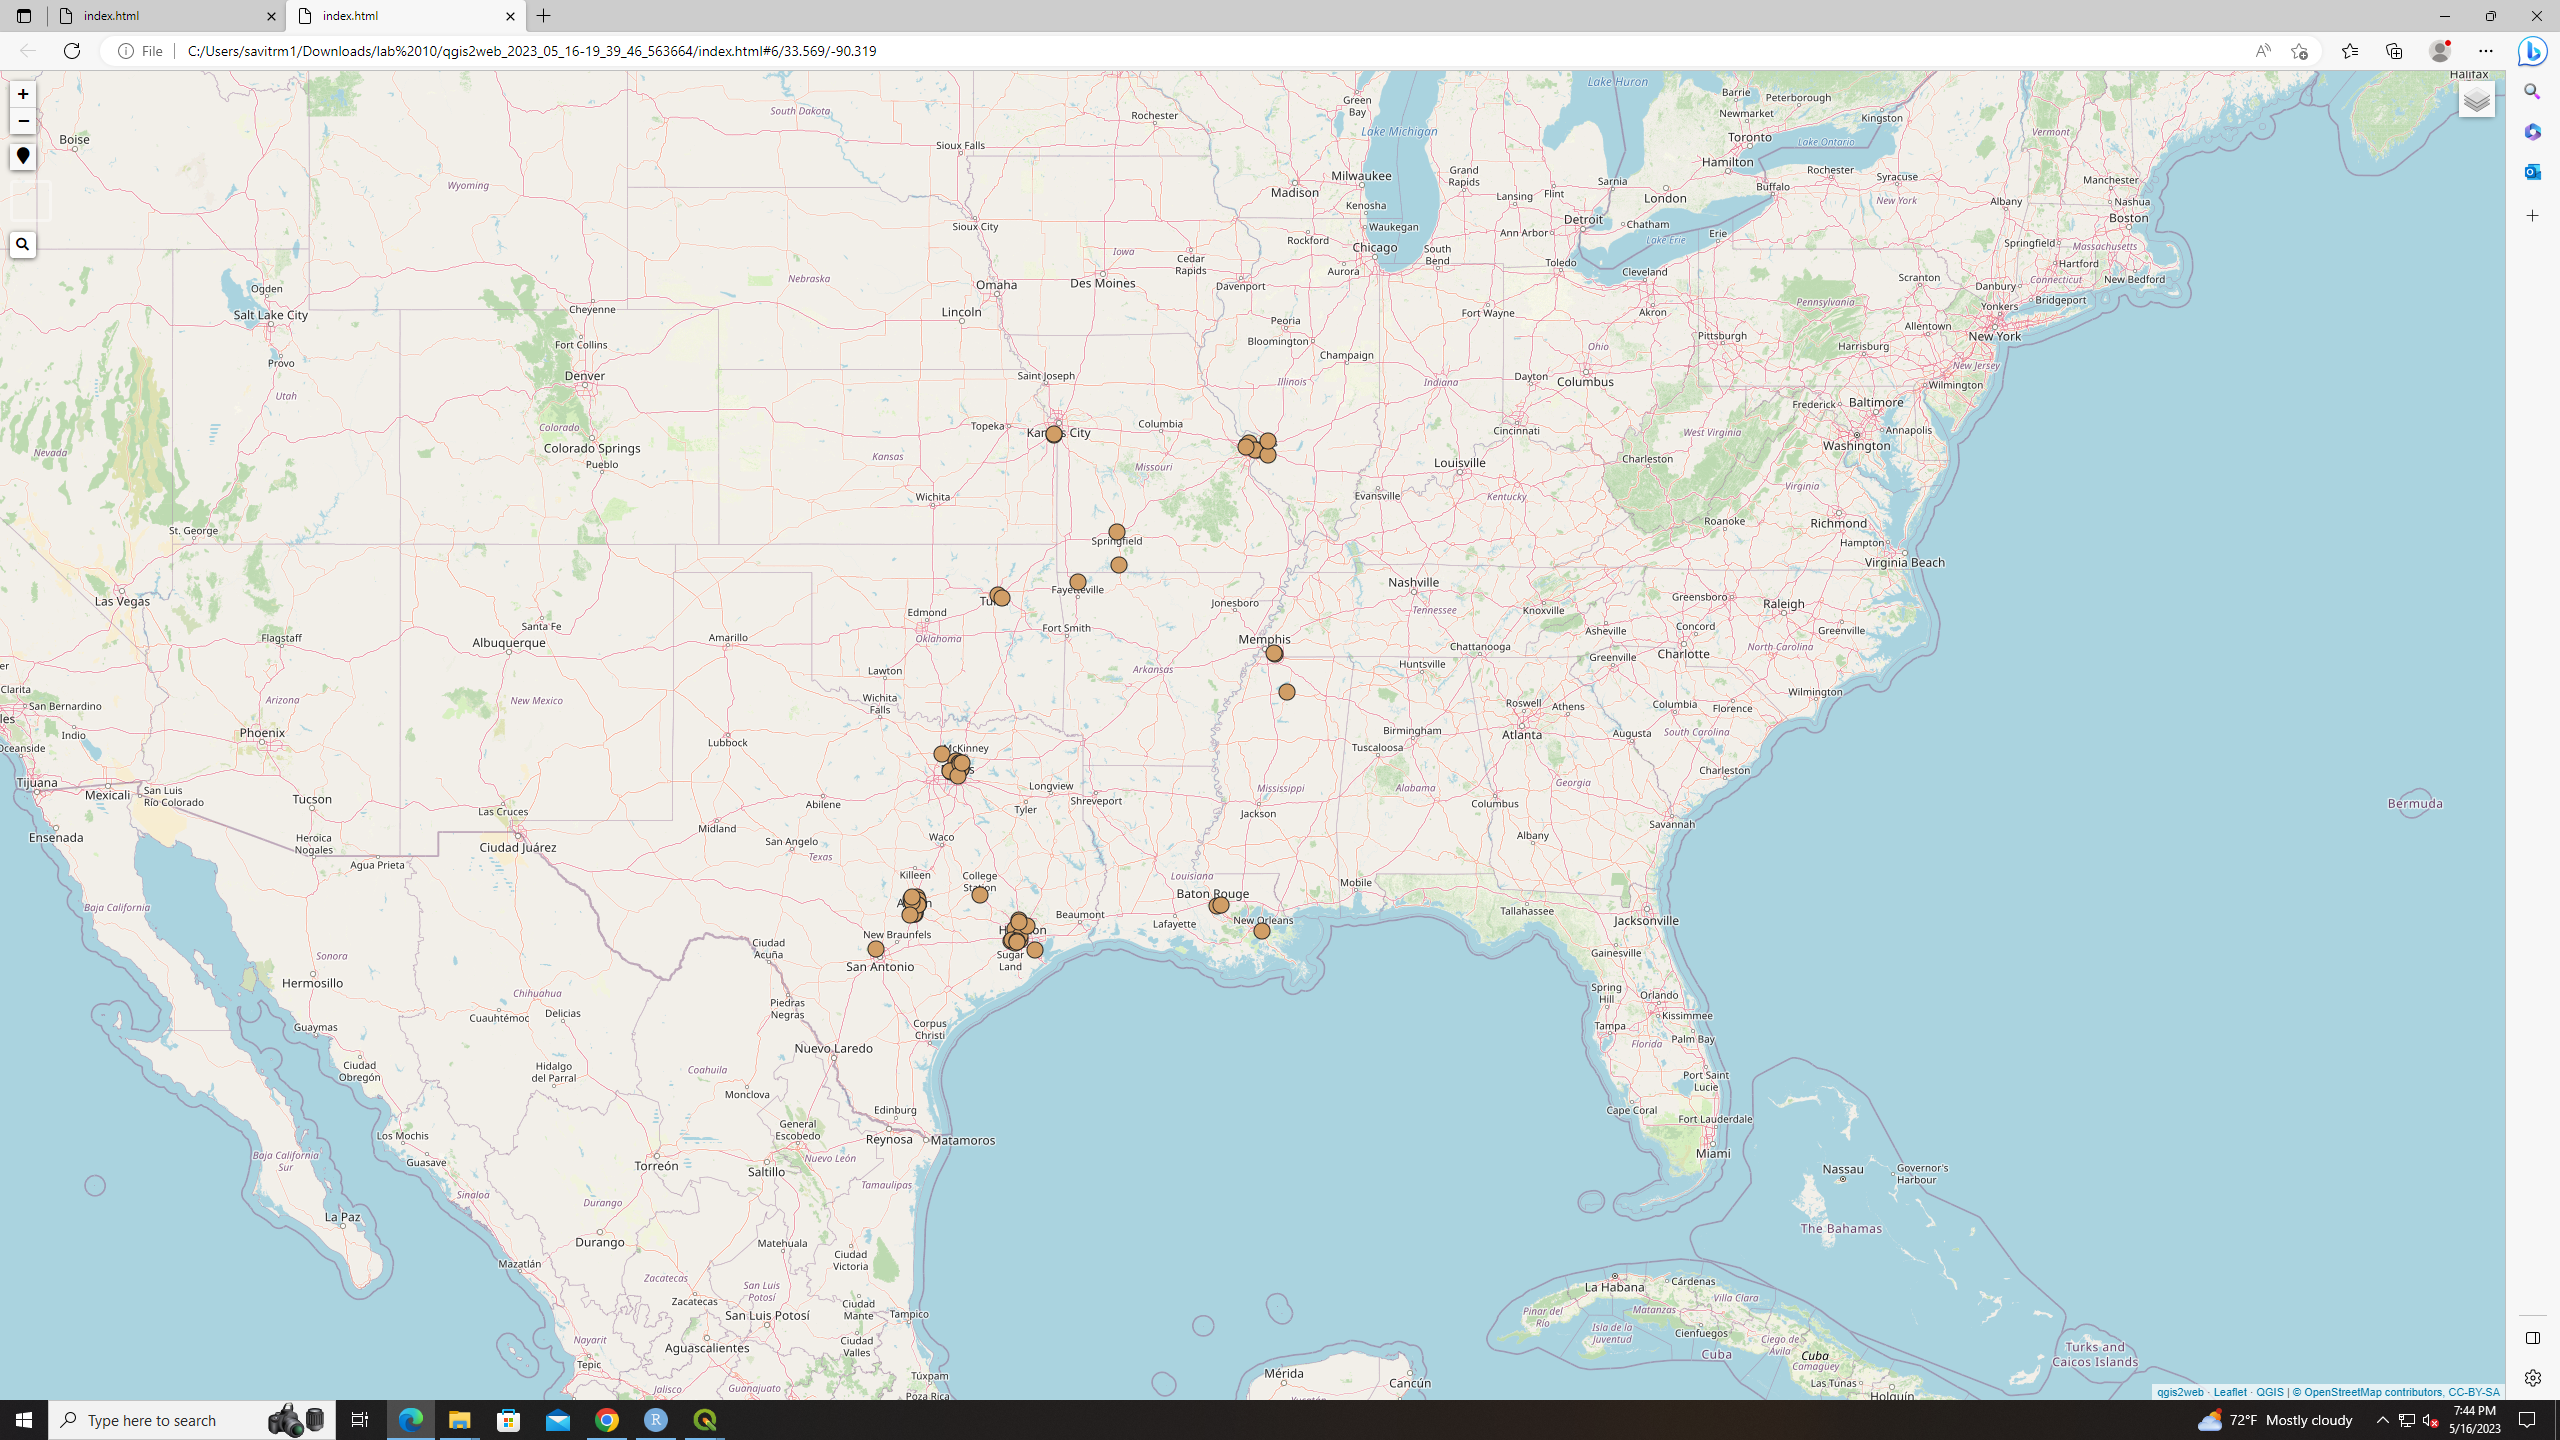 index.html
index.html
File
C:/Users/savitrm1/Downloads/lab%2010/qgis2web_2023_05_16-19_39_46_563664/index.html#6/33.569/-90.319
+
−
Halifax
Boise
South Dakota
Rochester
Green Bay
Lake Huron
Barrie
Peterborough
Newmarket
Kingston
Toronto
Lake Ontario
Vermont
Lake Michigan
Sioux Falls
Hamilton
Wyoming
Milwaukee
Madison
Grand Rapids
Lansing
Flint
Sarnia
London
Buffalo
Rochester
Syracuse
New York
Albany
Manchester
Nashua
Boston
Kenosha
Waukegan
Sioux City
Rockford
Chicago
Ann Arbor
Detroit
Chatham
Lake Erie
Erie
Springfield
Massachusetts
Iowa
Cedar Rapids
Aurora
South Bend
Toledo
Cleveland
Scranton
Hartford
Connecticut
New Bedford
Ogden
Nebraska
Omaha
Des Moines
Davenport
Danbury
Bridgeport
Yonkers
Salt Lake City
Cheyenne
Lincoln
Peoria
Fort Wayne
Akron
Pennsylvania
Allentown
New York
Provo
Fort Collins
Bloomington
Champaign
Ohio
Pittsburgh
Harrisburg
New Jersey
Denver
Saint Joseph
Illinois
Indiana
Dayton
Columbus
Wilmington
Utah
Colorado
Topeka
Kansas City
Columbia
Cincinnati
West Virginia
Frederick
Baltimore
Annapolis
Nevada
Colorado Springs
Pueblo
Kansas
Missouri
Louisville
Charleston
Washington
Wichita
Evansville
Kentucky
Virginia
St. George
Springfield
Roanoke
Richmond
Hampton
Virginia Beach
Las Vegas
Fayetteville
Nashville
Jonesboro
Tennessee
Knoxville
Greensboro
Raleigh
Edmond
Oklahoma
Fort Smith
Santa Fe
Albuquerque
Flagstaff
Amarillo
Memphis
Asheville
Concord
Charlotte
Greenville
North Carolina
Clarita
Lawton
Arkansas
Huntsville
Chattanooga
Greenville
San Bernardino
Arizona
New Mexico
Wichita Falls
Roswell
Athens
Columbia
Florence
Wilmington
Oceanside
Indio
Phoenix
Lubbock
McKinney
Birmingham
Tuscaloosa
Atlanta
Augusta
South Carolina
Charleston
Tijuana
Mexicali
San Luis Río Colorado
Tucson
Las Cruces
Abilene
Longview
Shreveport
Mississippi
Alabama
Georgia
Columbus
Bermuda
Ensenada
Heroica Nogales
Midland
Tyler
Jackson
Savannah
Agua Prieta
Ciudad Juárez
San Angelo
Texas
Waco
Albany
Baja California
Killeen
College Station
Louisiana
Baton Rouge
Mobile
Beaumont
Lafayette
New Orleans
Tallahassee
Jacksonville
Sonora
Ciudad Acuña
New Braunfels
San Antonio
Sugar Land
Gainesville
Hermosillo
Chihuahua
Piedras Negras
Spring Hill
Orlando
Guaymas
Cuauhtémoc
Delicias
Corpus Christi
Tampa
Kissimmee
Palm Bay
Ciudad Obregón
Hidalgo del Parral
Coahuila
Nuevo Laredo
Florida
Port Saint Lucie
Monclova
Edinburg
Cape Coral
Fort Lauderdale
Los Mochis
General Escobedo
Reynosa
Matamoros
Baja California Sur
Guasave
Torreón
Saltillo
Nuevo León
Miami
Nassau
Governor's Harbour
Sinaloa
Durango
Tamaulipas
La Paz
The Bahamas
Durango
Matehuala
Mazatlán
Ciudad Victoria
Zacatecas
San Luis Potosí
La Habana
Cárdenas
Zacatecas
Ciudad Mante
Villa Clara
Pinar del Río
Matanzas
San Luis Potosí
Tampico
Isla de la Juventud
Cienfuegos
Ciego de Ávila
Nayarit
Aguascalientes
Ciudad Valles
Cuba
Cuba
Camagüey
Turks and Caicos Islands
Tepic
Túxpam
Mérida
Cancún
Las Tunas
Jalisco
Guanajuato
Poza Rica
Yucatán
Holguín
qgis2web · Leaflet · QGIS | © OpenStreetMap contributors, CC-BY-SA
Type here to search
72°F Mostly cloudy
7:44 PM
5/16/2023